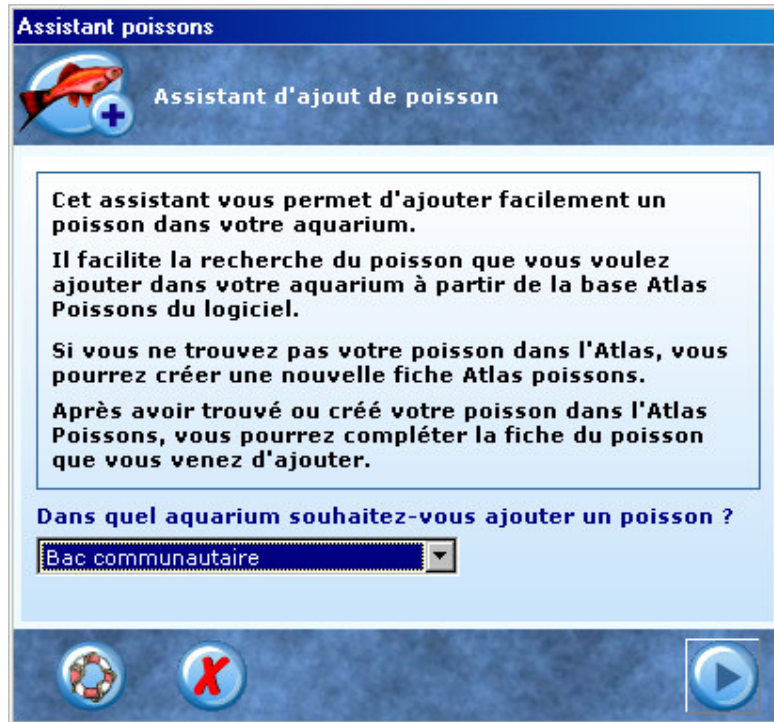 Assistant poissons
Assistant d'ajout de poisson
Cet assistant vous permet d'ajouter facilement un
poisson dans votre aquarium.
Il facilite la recherche du poisson que vous voulez
ajouter dans votre aquarium à partir de la base Atlas
Poissons du logiciel.
Si vous ne trouvez pas votre poisson dans l'Atlas, vous
pourrez créer une nouvelle fiche Atlas poissons.
Après avoir trouvé ou créé votre poisson dans l'Atlas
Poissons, vous pourrez compléter la fiche du poisson
que vous venez d'ajouter.
Dans quel aquarium souhaitez-vous ajouter un poisson ?
Bac communautaire